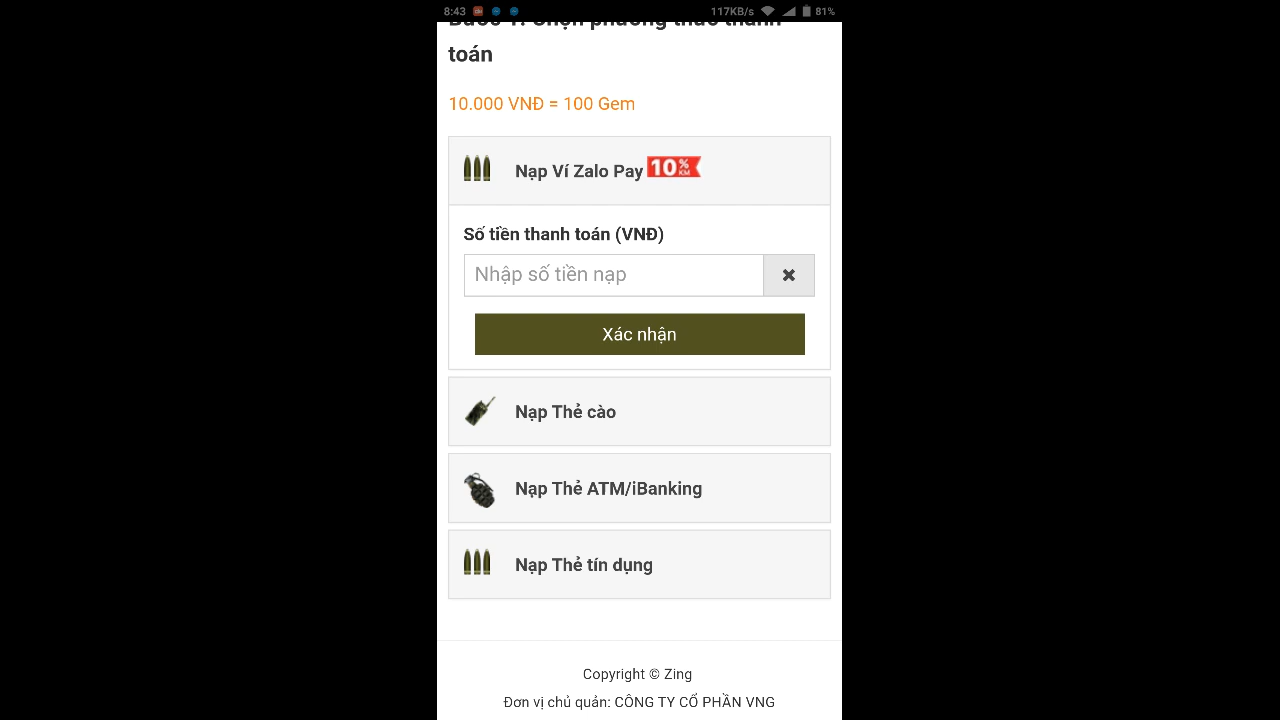 8:43 117KB/s 81%
Bước 1: Chọn phương thức thanh
toán
10.000 VNĐ = 100 Gem
Nạp Ví Zalo Pay 10% KM
Số tiền thanh toán (VNĐ)
Nhập số tiền nạp
Xác nhận
Nạp Thẻ cào
Nạp Thẻ ATM/iBanking
Nạp Thẻ tín dụng
Copyright © Zing
Đơn vị chủ quản: CÔNG TY CỔ PHẦN VNG